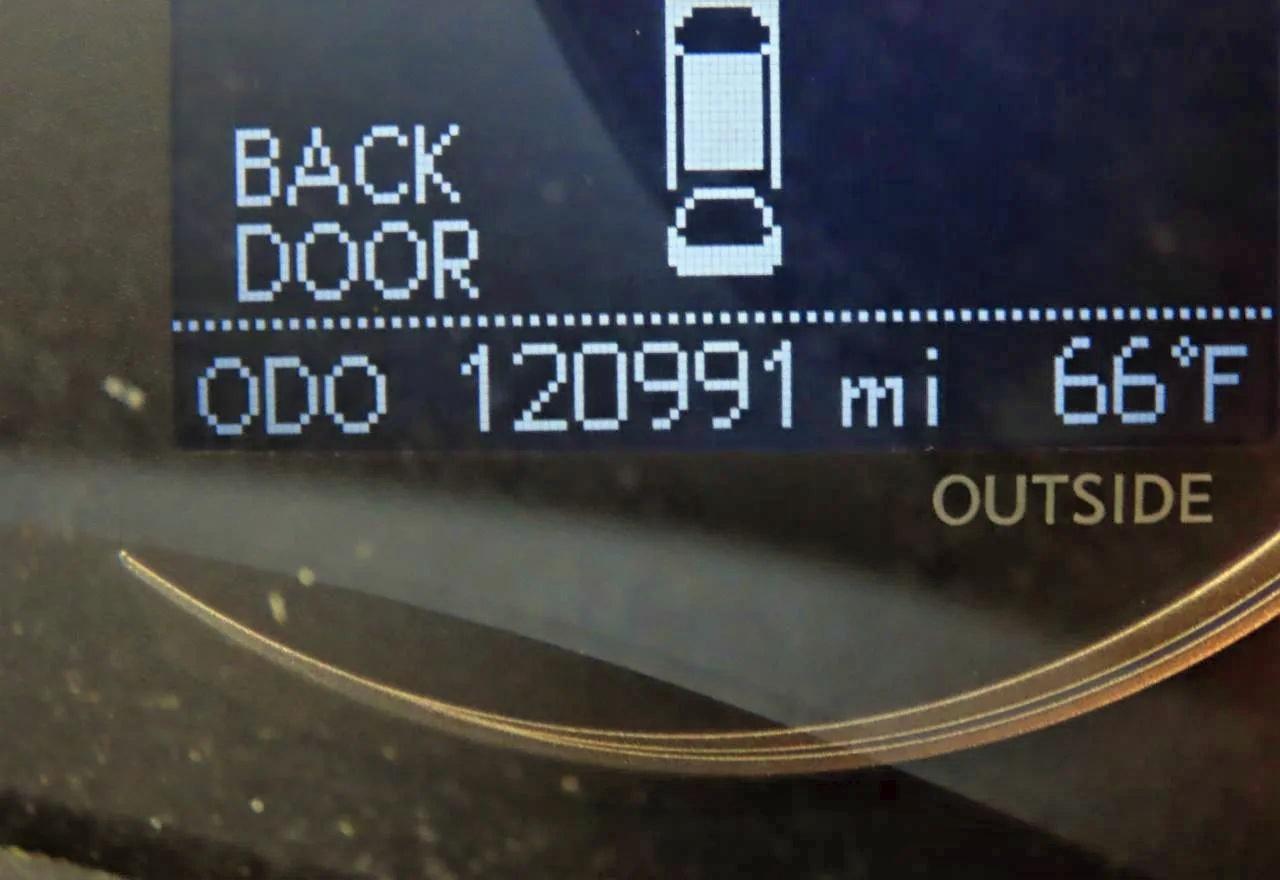 BACK
DOOR
ODO 120991 mi 66°F
OUTSIDE